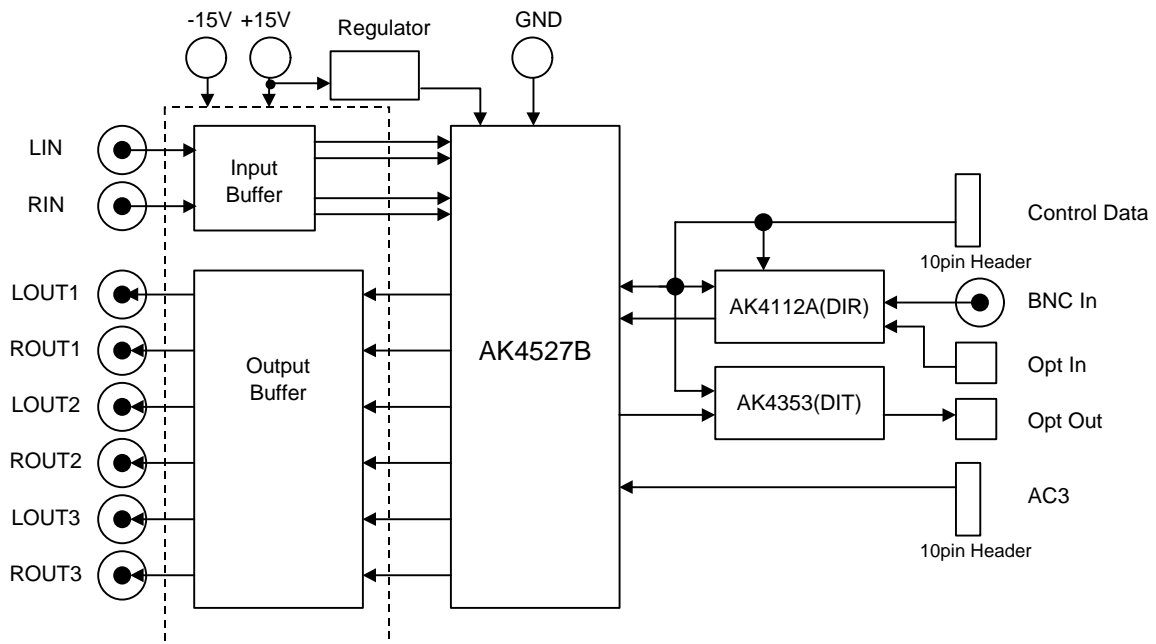 -15V
+15V
Regulator
GND
LIN
RIN
Input
Buffer
LOUT1
ROUT1
LOUT2
ROUT2
LOUT3
ROUT3
Output
Buffer
AK4527B
Control Data
10pin Header
AK4112A(DIR)
BNC In
Opt In
AK4353(DIT)
Opt Out
AC3
10pin Header